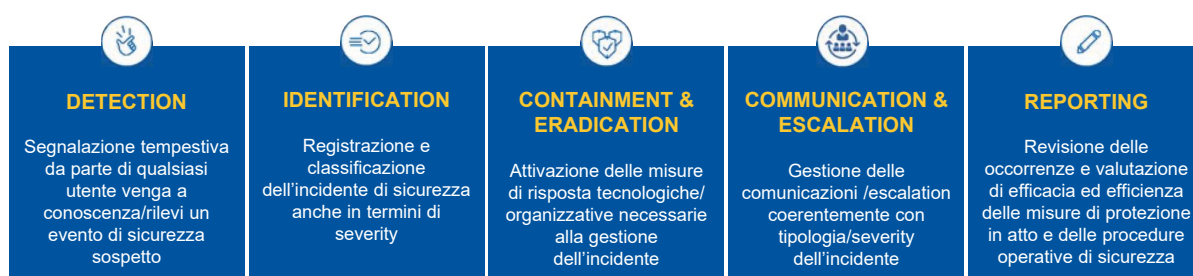 DETECTION
Segnalazione tempestiva
da parte di qualsiasi
utente venga a
conoscenza/rilevi un
evento di sicurezza
sospetto
IDENTIFICATION
Registrazione e
classificazione
dell'incidente di sicurezza
anche in termini di
severity
CONTAINMENT &
ERADICATION
Attivazione delle misure
di risposta tecnologiche/
organizzative necessarie
alla gestione
dell'incidente
COMMUNICATION &
ESCALATION
Gestione delle
comunicazioni /escalation
coerentemente con
tipologia/severity
dell'incidente
REPORTING
Revisione delle
occorrenze e valutazione
di efficacia ed efficienza
delle misure di protezione
in atto e delle procedure
operative di sicurezza